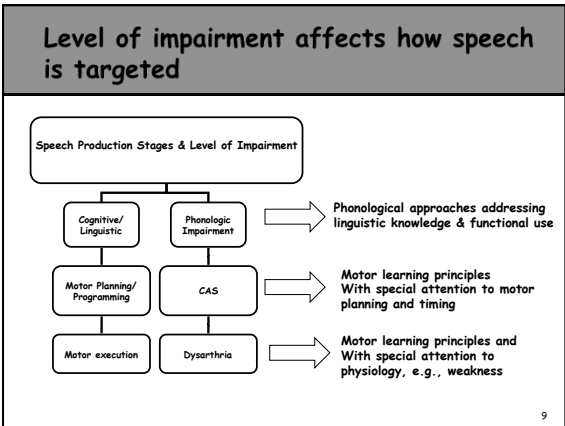 Level of impairment affects how speech
is targeted
Speech Production Stages & Level of Impairment
Cognitive/
Linguistic
Phonologic
Impairment
Phonological approaches addressing
linguistic knowledge & functional use
Motor Planning/
Programming
CAS
Motor learning principles
With special attention to motor
planning and timing
Motor execution
Dysarthria
Motor learning principles and
With special attention to
physiology, e.g., weakness
9